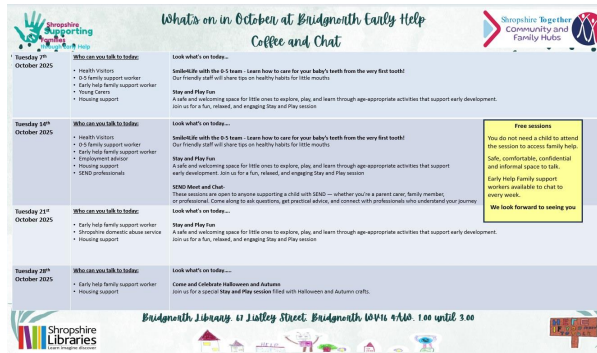 Shropshire
Supporting
Families
through Early Help
What's on in October at Bridgnorth Early Help
Coffee and Chat
Shropshire Together
Community and
Family Hubs
Tuesday 7th
October 2025
Who can you talk to today:
• Health Visitors
• 0-5 family support worker
• Early help family support worker
• Young Carers
• Housing support
Look what's on today…
Smile4Life with the 0-5 team - Learn how to care for your baby's teeth from the very first tooth!
Our friendly staff will share tips on healthy habits for little mouths
Stay and Play Fun
A safe and welcoming space for little ones to explore, play, and learn through age-appropriate activities that support early development.
Join us for a fun, relaxed, and engaging Stay and Play session
Tuesday 14th
October 2025
Who can you talk to today:
• Health Visitors
• 0-5 family support worker
• Early help family support worker
• Employment advisor
• Housing support
• SEND professionals
Look what's on today….
Smile4Life with the 0-5 team - Learn how to care for your baby's teeth from the very first tooth!
Our friendly staff will share tips on healthy habits for little mouths
Stay and Play Fun
A safe and welcoming space for little ones to explore, play, and learn through age-appropriate activities that support
early development. Join us for a fun, relaxed, and engaging Stay and Play session
SEND Meet and Chat-
These sessions are open to anyone supporting a child with SEND — whether you're a parent carer, family member,
or professional. Come along to ask questions, get practical advice, and connect with professionals who understand your journey
Free sessions
You do not need a child to attend
the session to access family help.
Safe, comfortable, confidential
and informal space to talk.
Early Help Family support
workers available to chat to
every week.
We look forward to seeing you
Tuesday 21st
October 2025
Who can you talk to today:
• Early help family support worker
• Shropshire domestic abuse service
• Housing support
Look what's on today….
Stay and Play Fun
A safe and welcoming space for little ones to explore, play, and learn through age-appropriate activities that support early development.
Join us for a fun, relaxed, and engaging Stay and Play session
Tuesday 28th
October 2025
Who can you talk to today:
• Early help family support worker
• Housing support
Look what's on today…..
Come and Celebrate Halloween and Autumn
Join us for a special Stay and Play session filled with Halloween and Autumn crafts.
Bridgnorth Library, 67 Listley Street, Bridgnorth WV16 4AW. 1.00 until 3.00
Shropshire
Libraries
Learn imagine discover